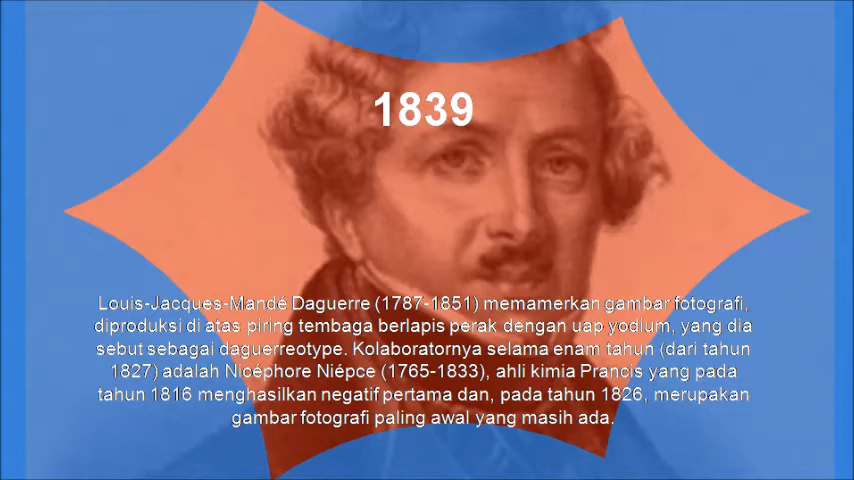 1839
Louis-Jacques-Mandé Daguerre (1787-1851) memamerkan gambar fotografi,
diproduksi di atas piring tembaga berlapis perak dengan uap yodium, yang dia
sebut sebagai daguerreotype. Kolaboratornya selama enam tahun (dari tahun
1827) adalah Nicéphore Niépce (1765-1833), ahli kimia Prancis yang pada
tahun 1816 menghasilkan negatif pertama dan, pada tahun 1826, merupakan
gambar fotografi paling awal yang masih ada.